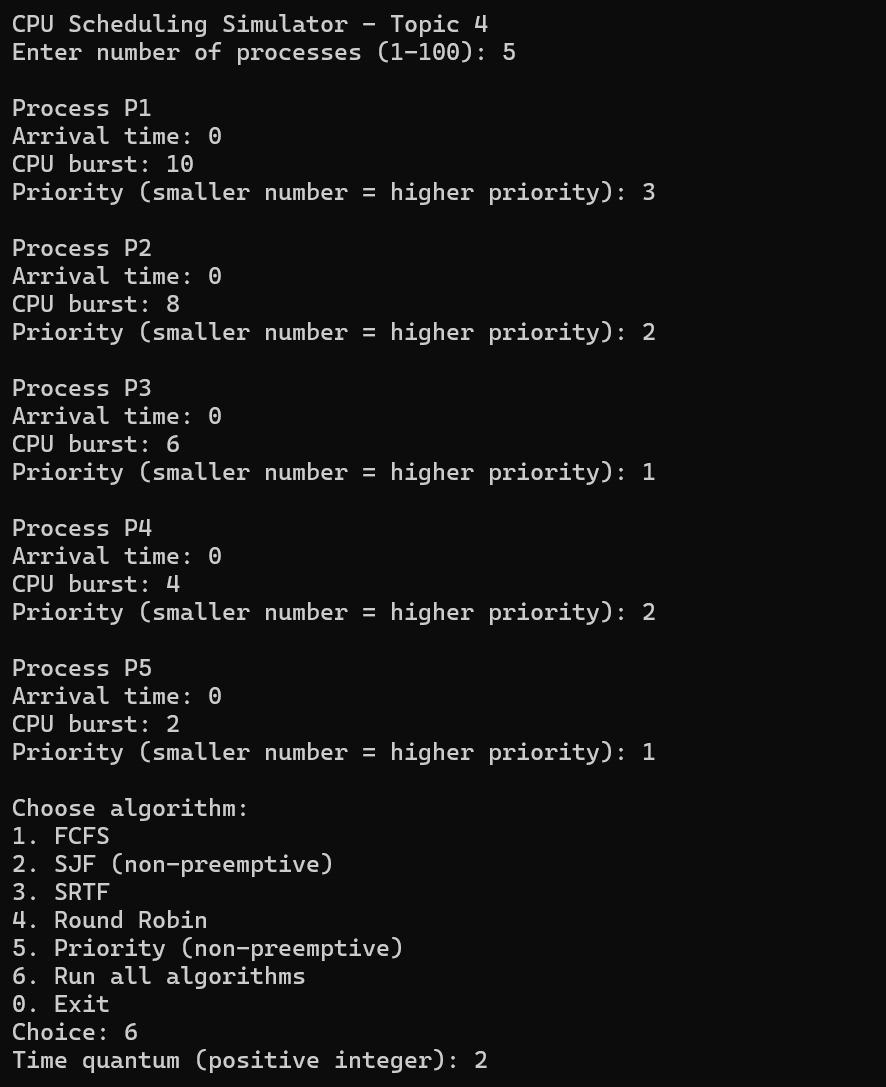 CPU Scheduling Simulator - Topic 4
Enter number of processes (1-100): 5

Process P1
Arrival time: 0
CPU burst: 10
Priority (smaller number = higher priority): 3

Process P2
Arrival time: 0
CPU burst: 8
Priority (smaller number = higher priority): 2

Process P3
Arrival time: 0
CPU burst: 6
Priority (smaller number = higher priority): 1

Process P4
Arrival time: 0
CPU burst: 4
Priority (smaller number = higher priority): 2

Process P5
Arrival time: 0
CPU burst: 2
Priority (smaller number = higher priority): 1

Choose algorithm:
1. FCFS
2. SJF (non-preemptive)
3. SRTF
4. Round Robin
5. Priority (non-preemptive)
6. Run all algorithms
0. Exit
Choice: 6
Time quantum (positive integer): 2